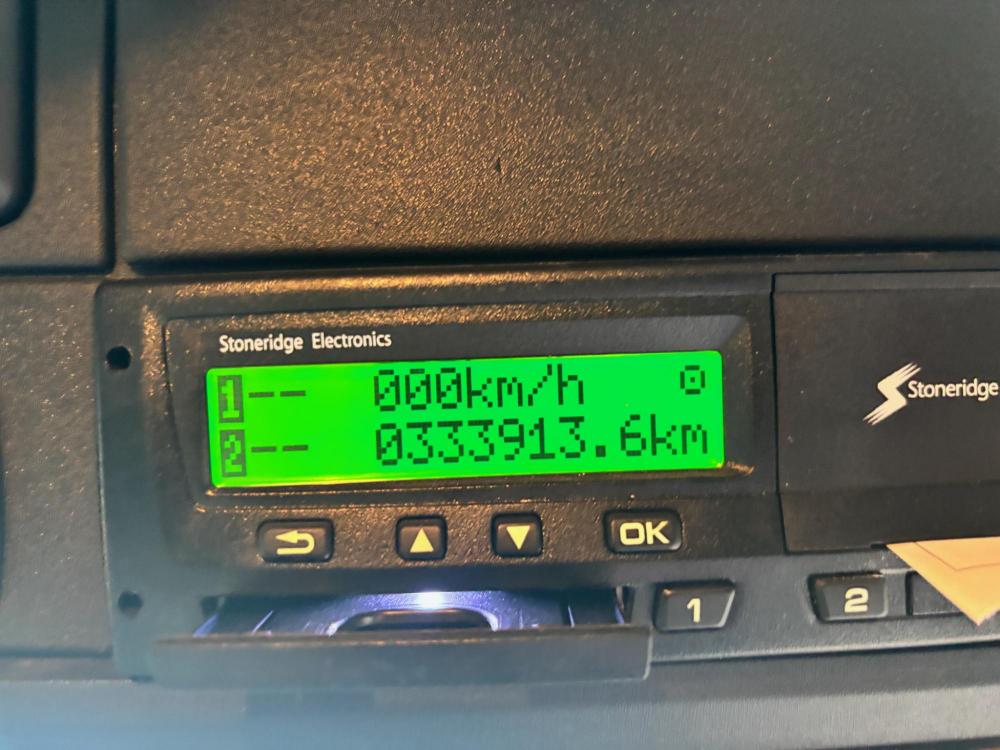 Stoneridge Electronics
1-- 000km/h
2-- 0333913.6km
Stoneridge
OK
1
2